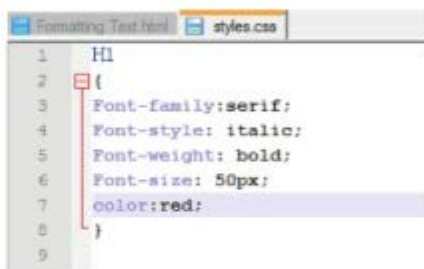 Formatting Text.html styles.css
1 H1
2 {
3 Font-family:serif;
4 Font-style: italic;
5 Font-weight: bold;
6 Font-size: 50px;
7 color:red;
8 }
9